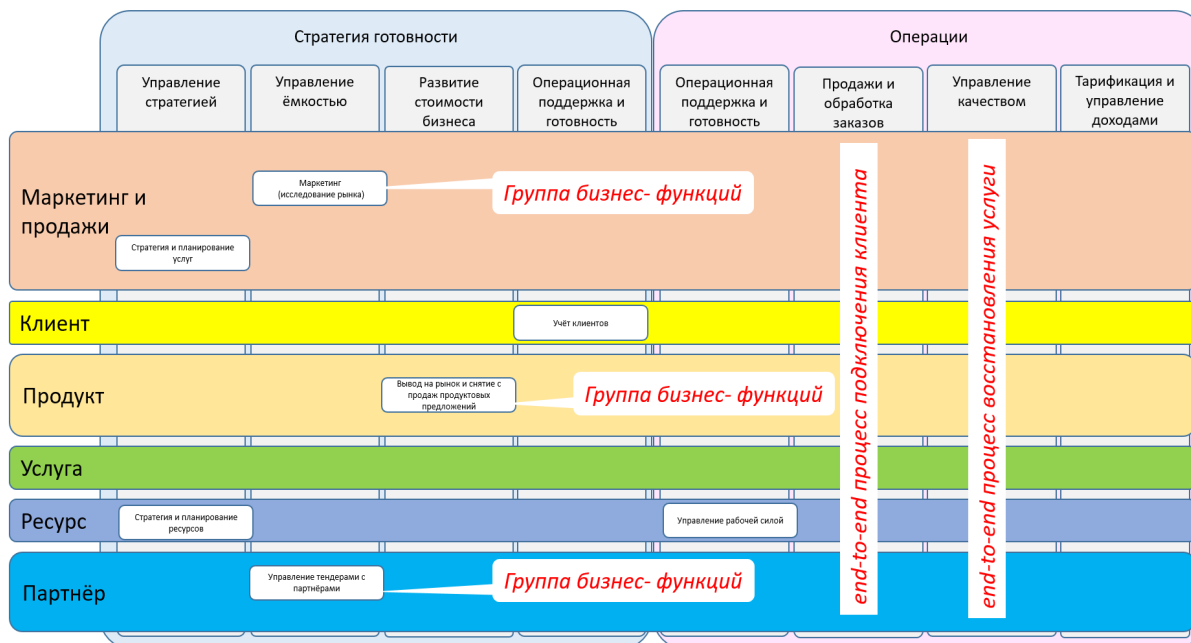 Стратегия готовности
Операции
Управление
стратегией
Управление
ёмкостью
Развитие
стоимости
бизнеса
Операционная
поддержка и
готовность
Операционная
поддержка и
готовность
Продажи и
обработка
заказов
Управление
качеством
Тарификация и
управление
доходами
Маркетинг и
продажи
Маркетинг
(исследование рынка)
Группа бизнес- функций
Стратегия и планирование
услуг
Клиент
Учёт клиентов
Продукт
Вывод на рынок и снятие с
продаж продуктовых
предложений
Группа бизнес- функций
Услуга
Ресурс
Стратегия и планирование
ресурсов
Управление рабочей силой
Партнёр
Управление тендерами с
партнёрами
Группа бизнес- функций
end-to-end процесс подключения клиента
end-to-end процесс восстановления услуги